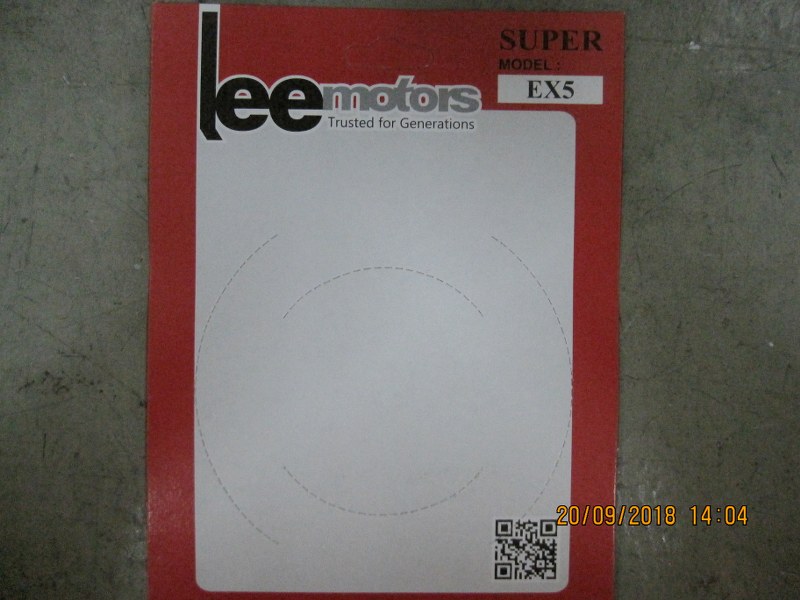 SUPER
MODEL :
EX5
leemotors
Trusted for Generations
20/09/2018 14:04